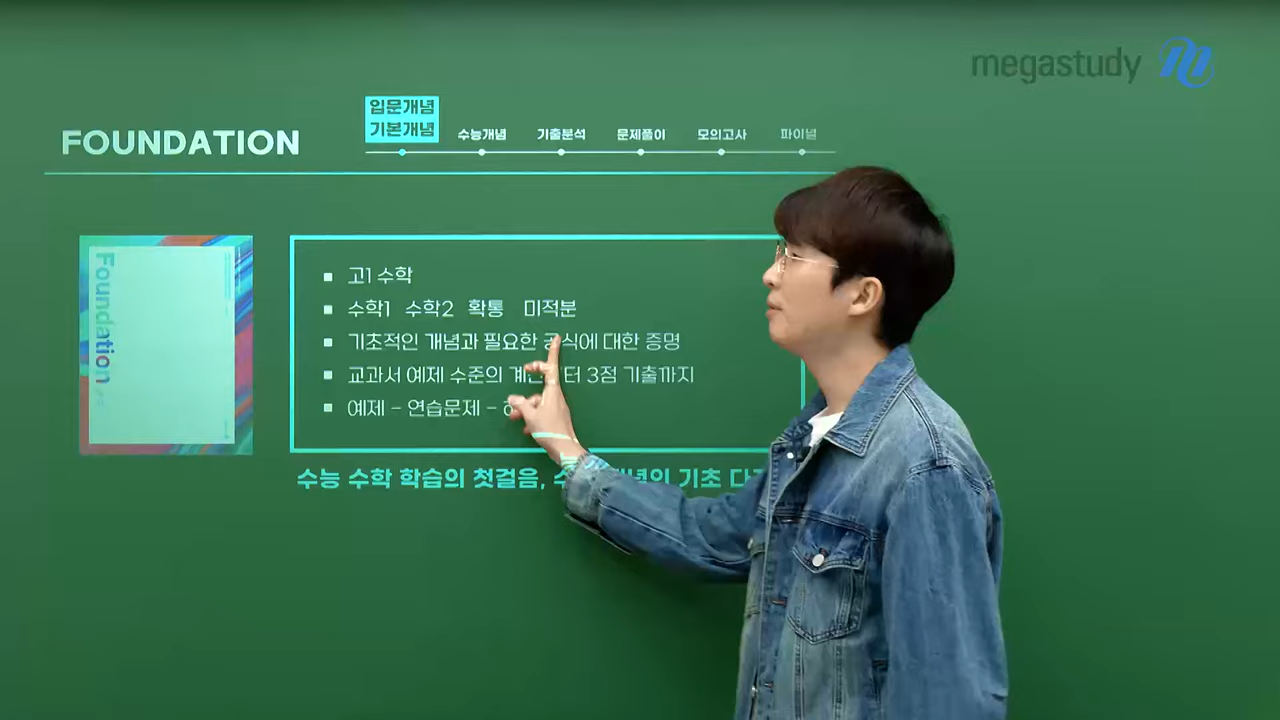 megastudy
FOUNDATION
입문개념
기본개념
수능개념 기출분석 문제풀이 모의고사 파이널
Foundation
고1 수학
수학1 수학2 확통 미적분
기초적인 개념과 필요한 공식에 대한 증명
교과서 예제 수준의 3점 기출까지
예제 - 연습문제 -
수능 수학 학습의 첫걸음, 기초